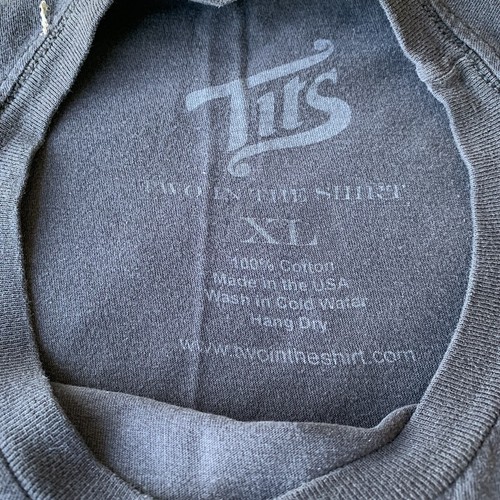 TITS
TWO IN THE SHIRT
XL
100% Cotton
Made in the USA
Wash in Cold Water
Hang Dry
www.twointheshirt.com